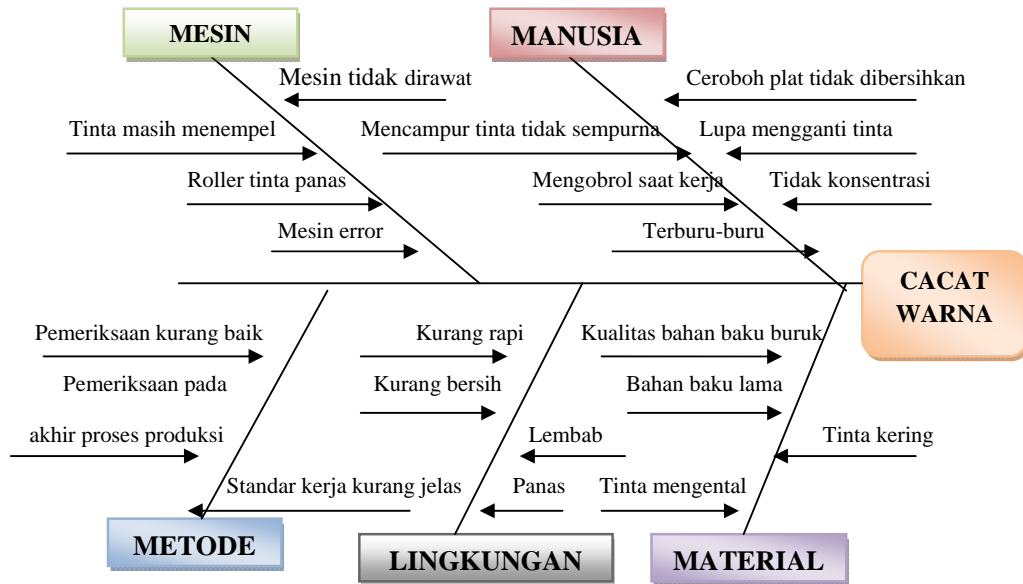 MESIN
MANUSIA
Mesin tidak dirawat
Ceroboh plat tidak dibersihkan
Tinta masih menempel
Mencampur tinta tidak sempurna
Lupa mengganti tinta
Roller tinta panas
Mengobrol saat kerja
Tidak konsentrasi
Mesin error
Terburu-buru
CACAT
WARNA
Pemeriksaan kurang baik
Kurang rapi
Kualitas bahan baku buruk
Pemeriksaan pada
Kurang bersih
Bahan baku lama
akhir proses produksi
Lembab
Tinta kering
Standar kerja kurang jelas
Panas
Tinta mengental
METODE
LINGKUNGAN
MATERIAL